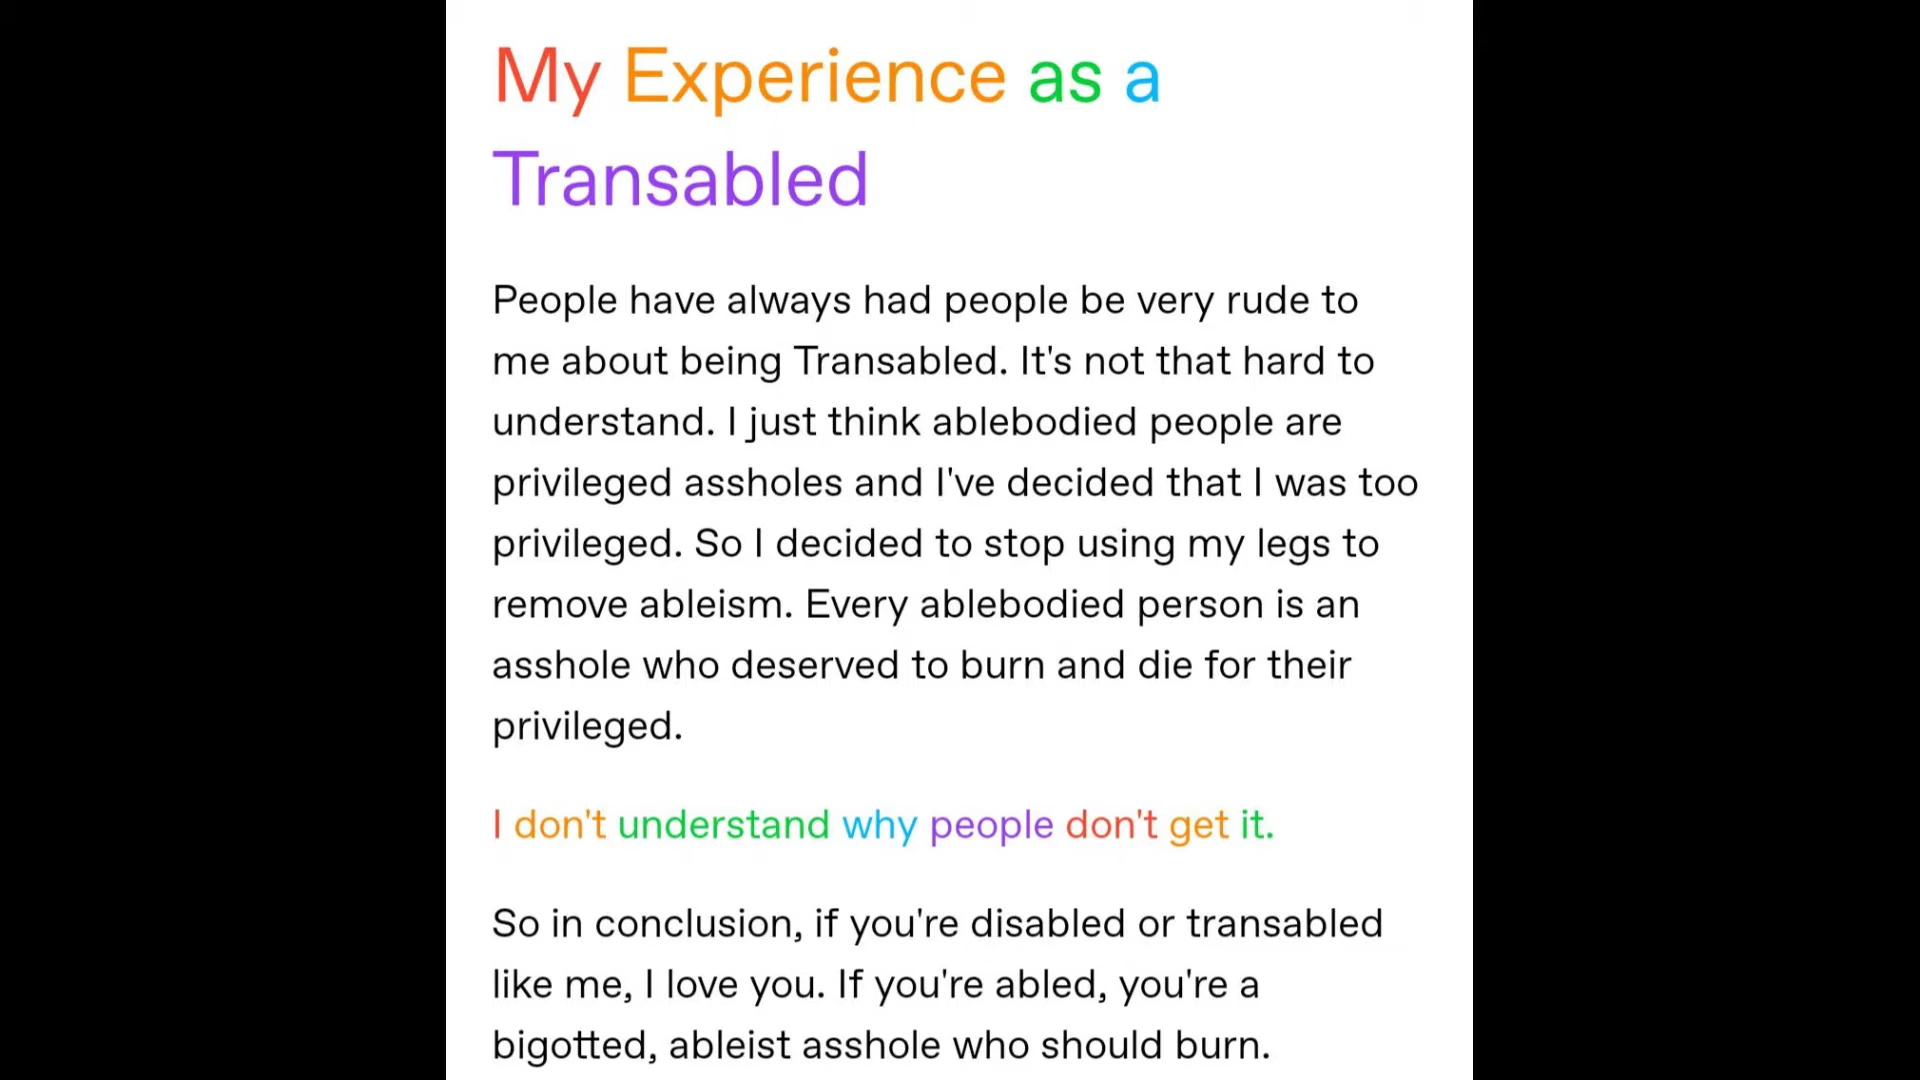 My Experience as a
Transabled
People have always had people be very rude to
me about being Transabled. It's not that hard to
understand. I just think ablebodied people are
privileged assholes and I've decided that I was too
privileged. So I decided to stop using my legs to
remove ableism. Every ablebodied person is an
asshole who deserved to burn and die for their
privileged.
I don't understand why people don't get it.
So in conclusion, if you're disabled or transabled
like me, I love you. If you're abled, you're a
bigotted, ableist asshole who should burn.